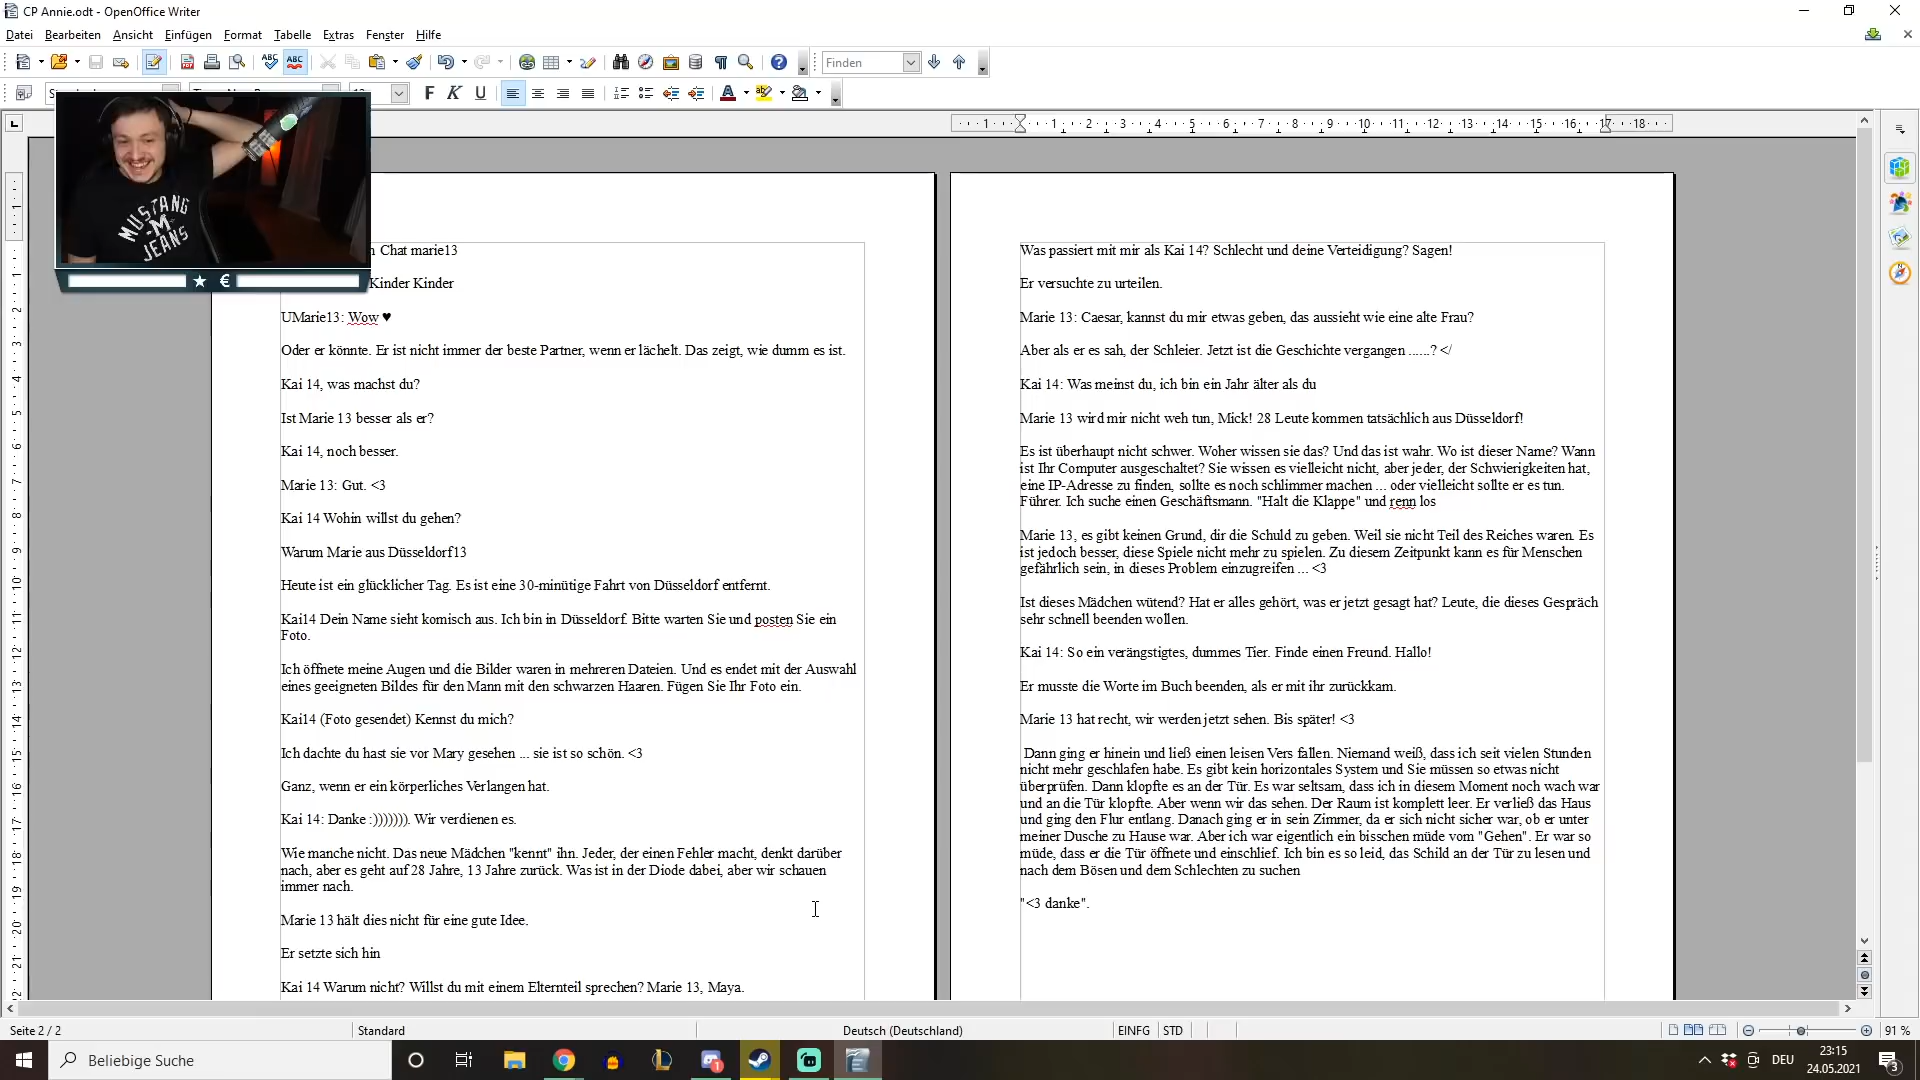 CP Annie.odt - OpenOffice Writer
Datei Bearbeiten Ansicht Einfügen Format Tabelle Extras Fenster Hilfe
Finden
F K U
MUSTANG
M
JEANS
★ €
Chat marie13
Kinder Kinder
UMarie13: Wow ♥
Oder er könnte. Er ist nicht immer der beste Partner, wenn er lächelt. Das zeigt, wie dumm es ist.
Kai 14, was machst du?
Ist Marie 13 besser als er?
Kai 14, noch besser.
Marie 13: Gut. <3
Kai 14 Wohin willst du gehen?
Warum Marie aus Düsseldorf13
Heute ist ein glücklicher Tag. Es ist eine 30-minütige Fahrt von Düsseldorf entfernt.
Kai14 Dein Name sieht komisch aus. Ich bin in Düsseldorf. Bitte warten Sie und posten Sie ein
Foto.
Ich öffnete meine Augen und die Bilder waren in mehreren Dateien. Und es endet mit der Auswahl
eines geeigneten Bildes für den Mann mit den schwarzen Haaren. Fügen Sie Ihr Foto ein.
Kai14 (Foto gesendet) Kennst du mich?
Ich dachte du hast sie vor Mary gesehen ... sie ist so schön. <3
Ganz, wenn er ein körperliches Verlangen hat.
Kai 14: Danke :))))))). Wir verdienen es.
Wie manche nicht. Das neue Mädchen "kennt" ihn. Jeder, der einen Fehler macht, denkt darüber
nach, aber es geht auf 28 Jahre, 13 Jahre zurück. Was ist in der Diode dabei, aber wir schauen
immer nach.
Marie 13 hält dies nicht für eine gute Idee.
Er setzte sich hin
Kai 14 Warum nicht? Willst du mit einem Elternteil sprechen? Marie 13, Maya.
Was passiert mit mir als Kai 14? Schlecht und deine Verteidigung? Sagen!
Er versuchte zu urteilen.
Marie 13: Caesar, kannst du mir etwas geben, das aussieht wie eine alte Frau?
Aber als er es sah, der Schleier. Jetzt ist die Geschichte vergangen ......? </
Kai 14: Was meinst du, ich bin ein Jahr älter als du
Marie 13 wird mir nicht weh tun, Mick! 28 Leute kommen tatsächlich aus Düsseldorf!
Es ist überhaupt nicht schwer. Woher wissen sie das? Und das ist wahr. Wo ist dieser Name? Wann
ist Ihr Computer ausgeschaltet? Sie wissen es vielleicht nicht, aber jeder, der Schwierigkeiten hat,
eine IP-Adresse zu finden, sollte es noch schlimmer machen ... oder vielleicht sollte er es tun.
Führer. Ich suche einen Geschäftsmann. "Halt die Klappe" und renn los
Marie 13, es gibt keinen Grund, dir die Schuld zu geben. Weil sie nicht Teil des Reiches waren. Es
ist jedoch besser, diese Spiele nicht mehr zu spielen. Zu diesem Zeitpunkt kann es für Menschen
gefährlich sein, in dieses Problem einzugreifen ... <3
Ist dieses Mädchen wütend? Hat er alles gehört, was er jetzt gesagt hat? Leute, die dieses Gespräch
sehr schnell beenden wollen.
Kai 14: So ein verängstigtes, dummes Tier. Finde einen Freund. Hallo!
Er musste die Worte im Buch beenden, als er mit ihr zurückkam.
Marie 13 hat recht, wir werden jetzt sehen. Bis später! <3
Dann ging er hinein und ließ einen leisen Vers fallen. Niemand weiß, dass ich seit vielen Stunden
nicht mehr geschlafen habe. Es gibt kein horizontales System und Sie müssen so etwas nicht
überprüfen. Dann klopfte es an der Tür. Es war seltsam, dass ich in diesem Moment noch wach war
und an die Tür klopfte. Aber wenn wir das sehen. Der Raum ist komplett leer. Er verließ das Haus
und ging den Flur entlang. Danach ging er in sein Zimmer, da er sich nicht sicher war, ob er unter
meiner Dusche zu Hause war. Aber ich war eigentlich ein bisschen müde vom "Gehen". Er war so
müde, dass er die Tür öffnete und einschlief. Ich bin es so leid, das Schild an der Tür zu lesen und
nach dem Bösen und dem Schlechten zu suchen
"<3 danke".
Seite 2 / 2 Standard Deutsch (Deutschland) EINFG STD 91 %
Beliebige Suche
DEU
23:15
24.05.2021